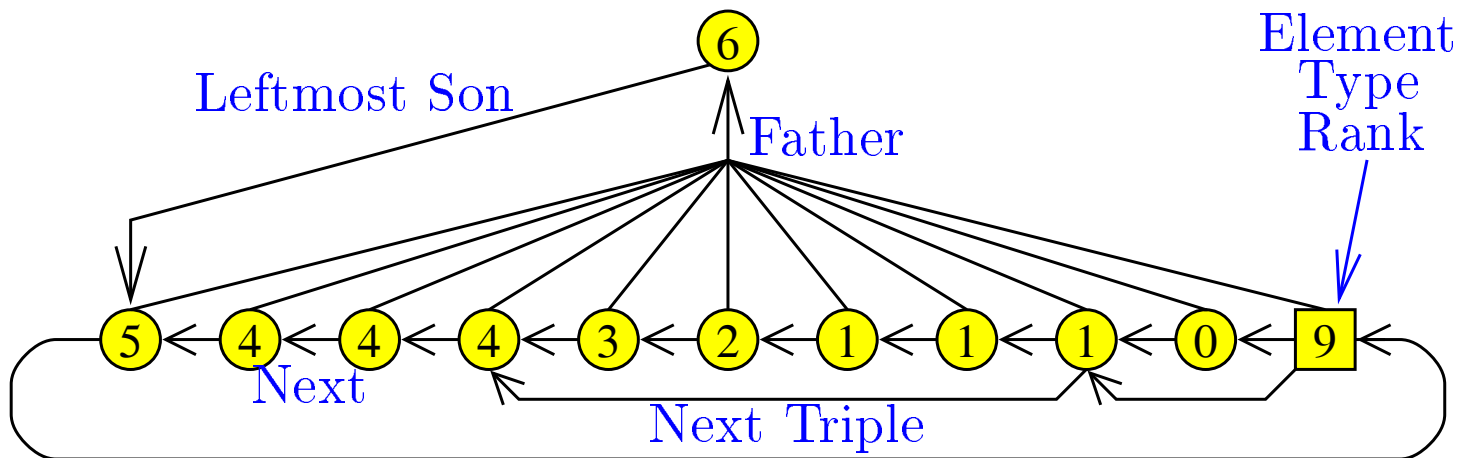 6
Element
Type
Rank
Leftmost Son
Father
5 4 4 4 3 2 1 1 1 0 9
Next
Next Triple